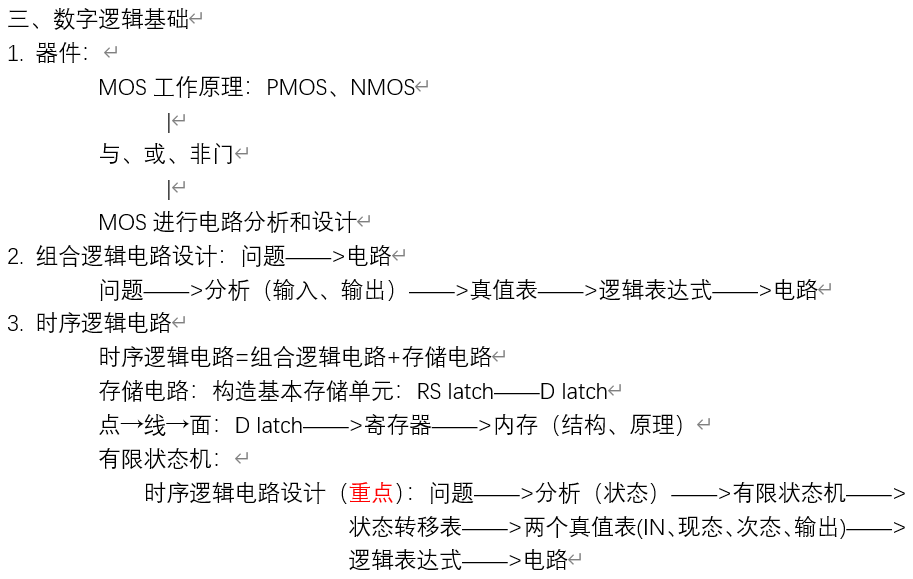 三、数字逻辑基础↵
1. 器件：↵
MOS 工作原理：PMOS、NMOS↵
|↵
与、或、非门↵
|↵
MOS 进行电路分析和设计↵
2. 组合逻辑电路设计：问题——>电路↵
问题——>分析（输入、输出）——>真值表——>逻辑表达式——>电路↵
3. 时序逻辑电路↵
时序逻辑电路=组合逻辑电路+存储电路↵
存储电路：构造基本存储单元：RS latch——D latch↵
点→线→面：D latch——>寄存器——>内存（结构、原理）↵
有限状态机：↵
时序逻辑电路设计（重点）：问题——>分析（状态）——>有限状态机——>
状态转移表——>两个真值表(IN、现态、次态、输出)——>
逻辑表达式——>电路↵